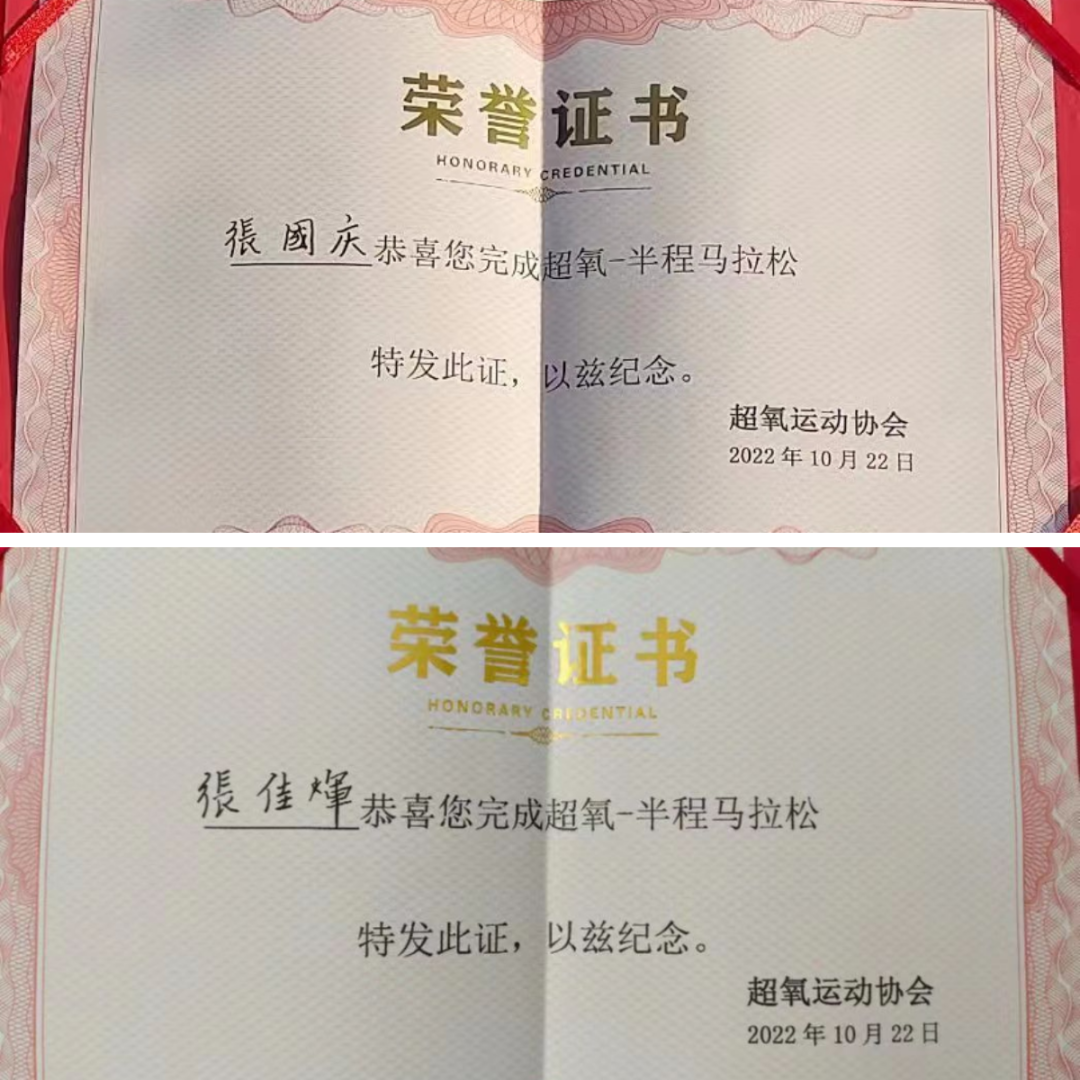 荣誉证书
HONORARY CREDENTIAL
張國庆恭喜您完成超氧-半程马拉松
特发此证，以兹纪念。
超氧运动协会
2022年10月22日
荣誉证书
HONORARY CREDENTIAL
張佳煇恭喜您完成超氧-半程马拉松
特发此证，以兹纪念。
超氧运动协会
2022年10月22日